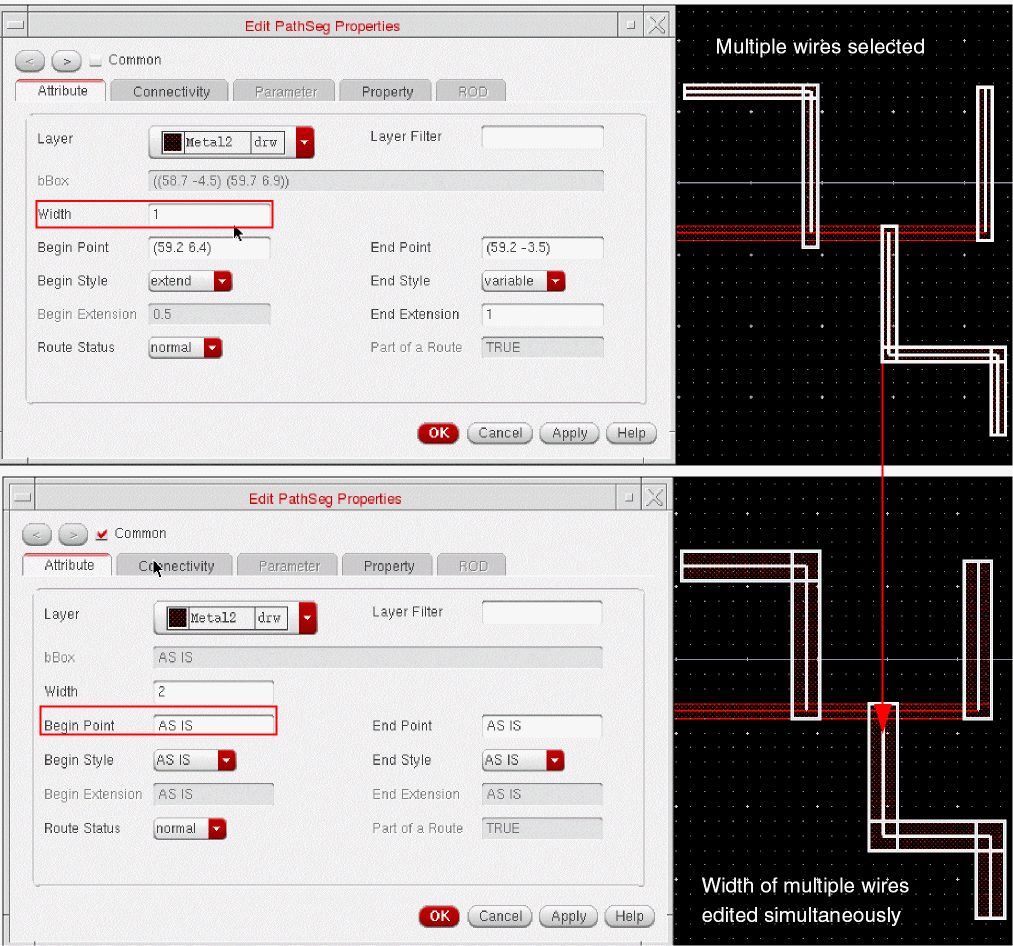 Edit PathSeg Properties
Multiple wires selected
< > Common
Attribute Connectivity Parameter Property ROD
Layer Metal2 drw Layer Filter
bBox ((58.7 -4.5) (59.7 6.9))
Width 1
Begin Point (59.2 6.4) End Point (59.2 -3.5)
Begin Style extend End Style variable
Begin Extension 0.5 End Extension 1
Route Status normal Part of a Route TRUE
OK Cancel Apply Help
Edit PathSeg Properties
< > Common
Attribute Connectivity Parameter Property ROD
Layer Metal2 drw Layer Filter
bBox AS IS
Width 2
Begin Point AS IS End Point AS IS
Begin Style AS IS End Style AS IS
Begin Extension AS IS End Extension AS IS
Route Status normal Part of a Route TRUE
OK Cancel Apply Help
Width of multiple wires
edited simultaneously